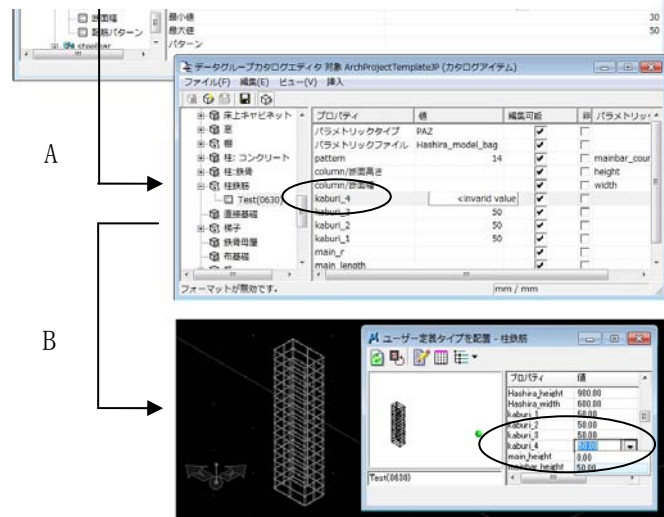 断面幅
配筋パターン
最小値 30
最大値 50
パターン
データグループカタログエディタ 対象 ArchProjectTemplateJP (カタログアイテム)
ファイル(F) 編集(E) ビュー(V) 挿入
プロパティ 値 編集可能 非 パラメトリック
床上キャビネット
窓
棚
柱: コンクリート
柱:鉄骨
柱鉄筋
Test(0630)
直接基礎
梯子
鉄骨母屋
布基礎
パラメトリックタイプ PAZ
パラメトリックファイル Hashira_model_bag
pattern 14 mainbar_cour
column/断面高さ height
column/断面幅 width
kaburi_4 <invarid value>
kaburi_3 50
kaburi_2 50
kaburi_1 50
main_r
main_length
フォーマットが無効です。 mm / mm
A
B
ユーザー定義タイプを配置 - 柱鉄筋
プロパティ 値
Hashira_height 900.00
Hashira_width 600.00
kaburi_1 50.00
kaburi_2 50.00
kaburi_3 50.00
kaburi_4 50.00
main_height 0.00
mainbar_height 50.00
Test(0630)